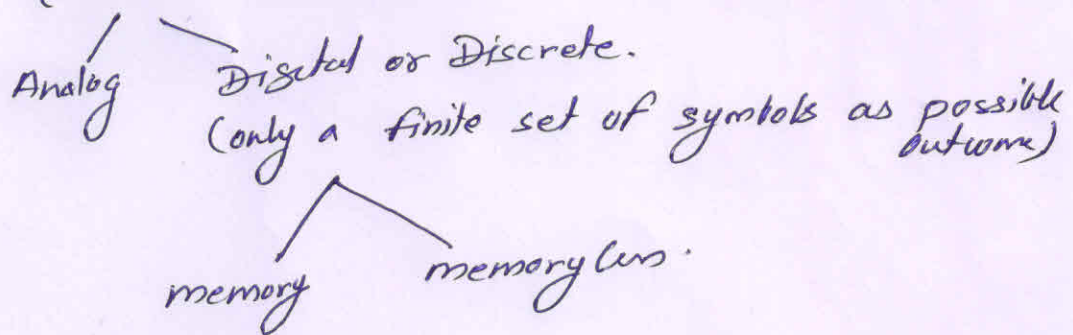 Analog Digital or Discrete.
(only a finite set of symbols as possible
outcome)
memory memoryless.